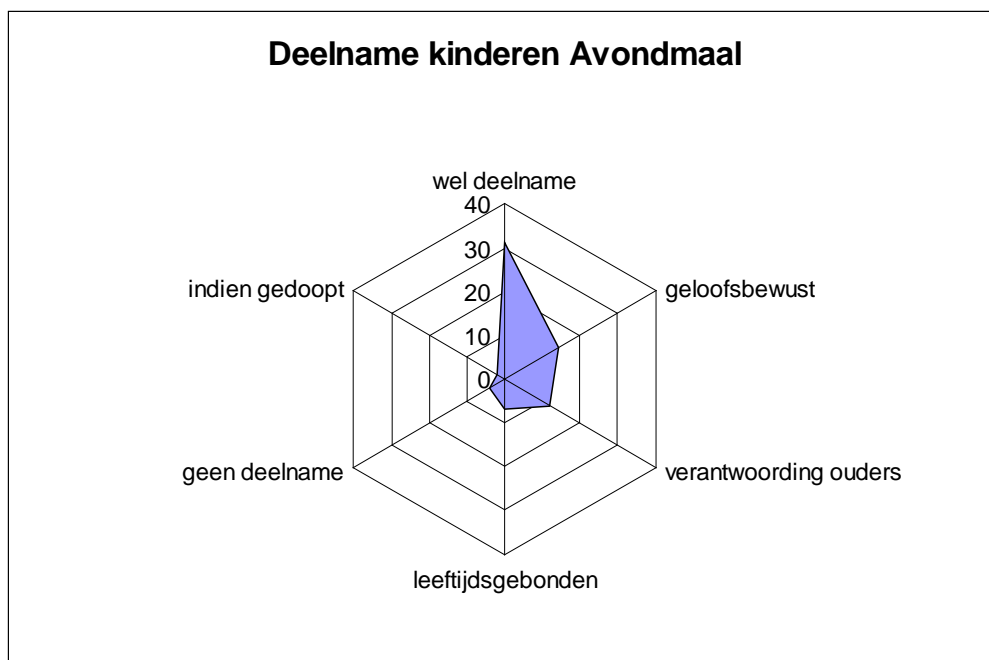 Deelname kinderen Avondmaal
wel deelname
40
30
20
10
0
indien gedoopt
geloofsbewust
geen deelname
verantwoording ouders
leeftijdsgebonden